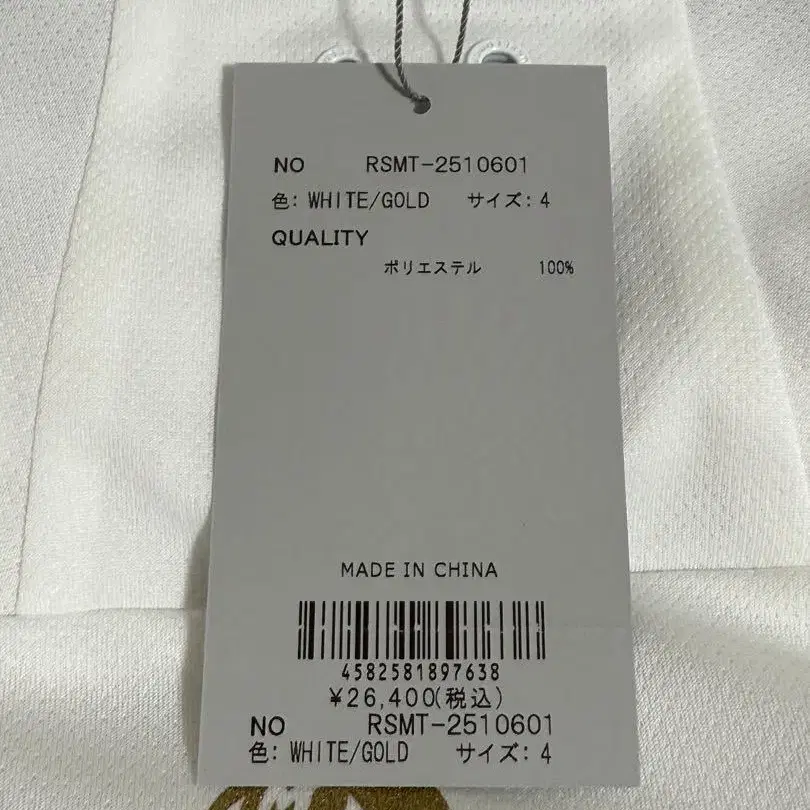 NO RSMT-2510601
色: WHITE/GOLD サイズ: 4
QUALITY
ポリエステル 100%
MADE IN CHINA
4582581897638
¥26,400(税込)
NO RSMT-2510601
色: WHITE/GOLD サイズ: 4